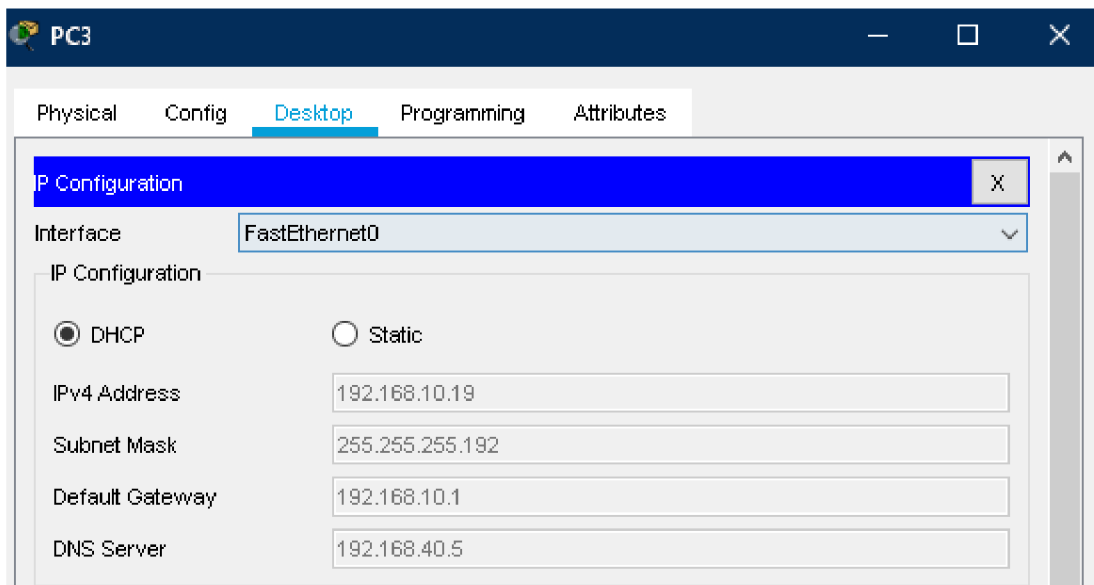 PC3
Physical Config Desktop Programming Attributes
IP Configuration X
Interface FastEthernet0
IP Configuration
DHCP Static
IPv4 Address 192.168.10.19
Subnet Mask 255.255.255.192
Default Gateway 192.168.10.1
DNS Server 192.168.40.5